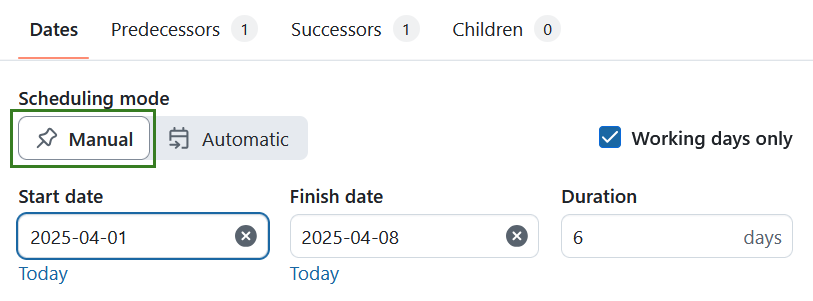 Dates Predecessors 1 Successors 1 Children 0
Scheduling mode
Manual Automatic Working days only
Start date Finish date Duration
2025-04-01 2025-04-08 6 days
Today Today